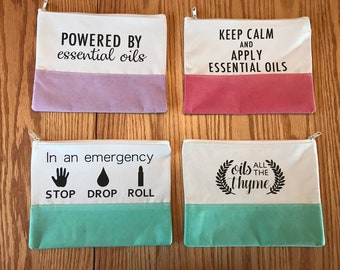 POWERED BY
essential oils
KEEP CALM
AND
APPLY
ESSENTIAL OILS
In an emergency
STOP DROP ROLL
oils ALL
THE
thyme